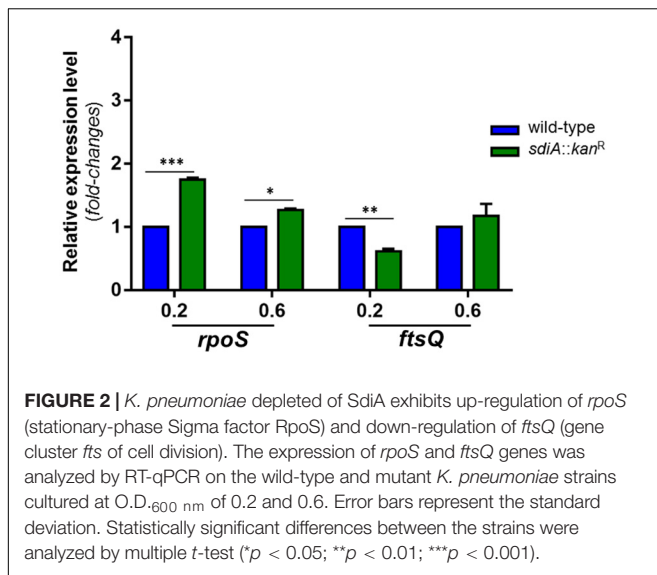 4
3
2
1
0
Relative expression level
(fold-changes)
***
*
**
wild-type
sdiA::kanᴿ
0.2 0.6 0.2 0.6
rpoS ftsQ
FIGURE 2 | K. pneumoniae depleted of SdiA exhibits up-regulation of rpoS
(stationary-phase Sigma factor RpoS) and down-regulation of ftsQ (gene
cluster fts of cell division). The expression of rpoS and ftsQ genes was
analyzed by RT-qPCR on the wild-type and mutant K. pneumoniae strains
cultured at O.D.600 nm of 0.2 and 0.6. Error bars represent the standard
deviation. Statistically significant differences between the strains were
analyzed by multiple t-test (*p < 0.05; **p < 0.01; ***p < 0.001).